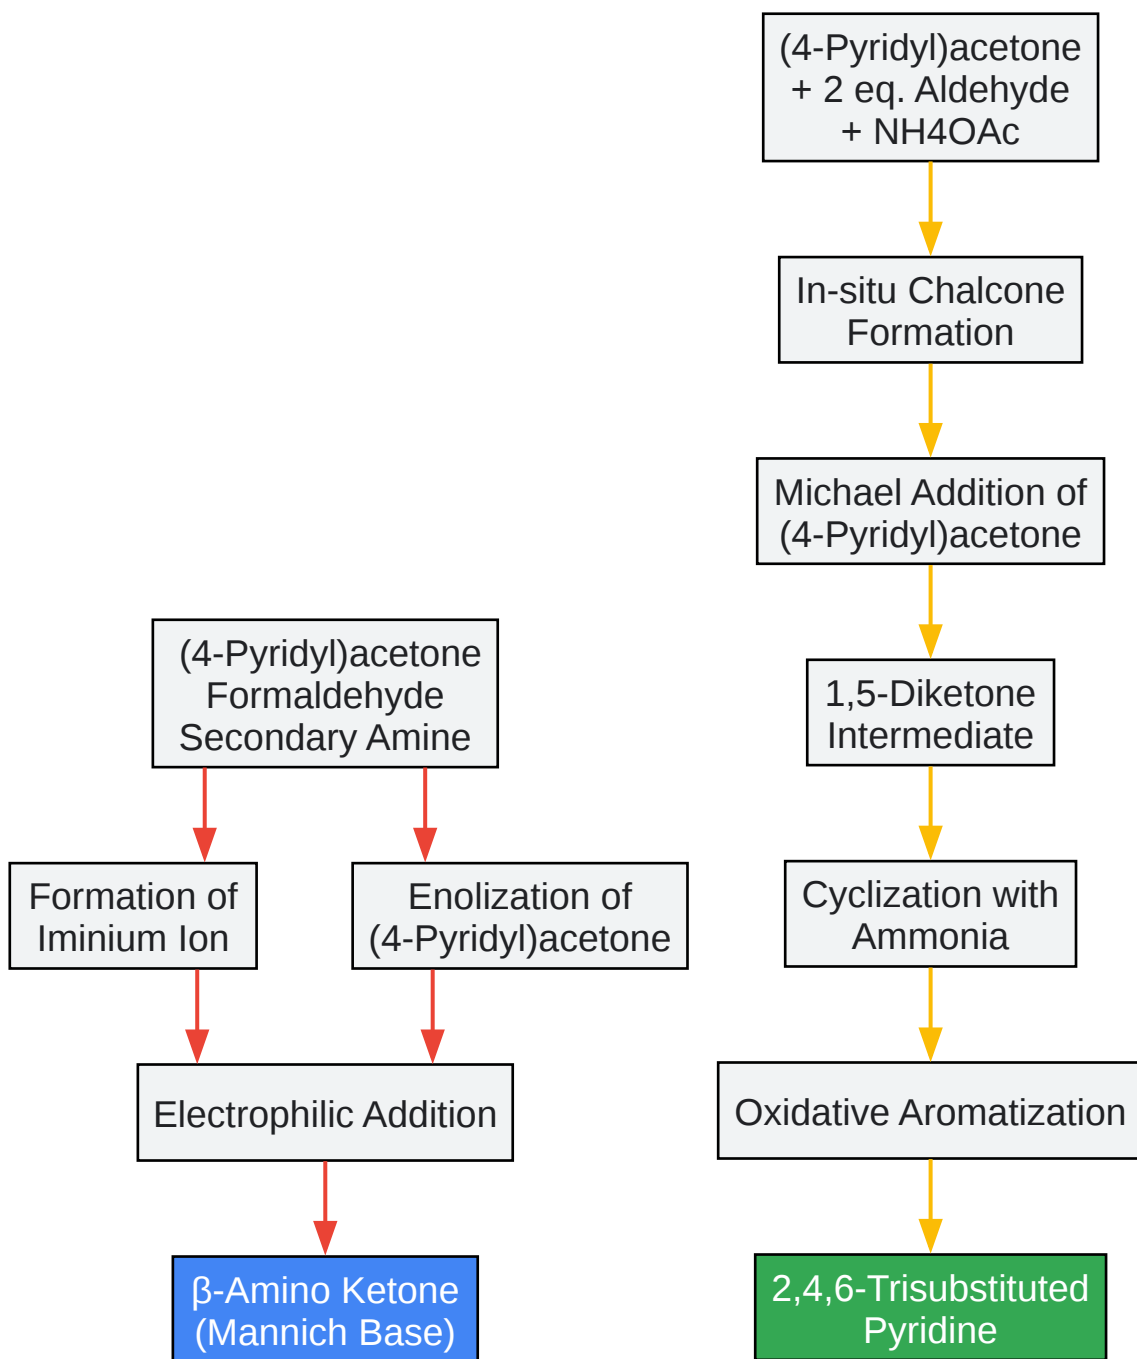 (4-Pyridyl)acetone
+ 2 eq. Aldehyde
+ NH4OAc
In-situ Chalcone
Formation
Michael Addition of
(4-Pyridyl)acetone
1,5-Diketone
Intermediate
Cyclization with
Ammonia
Oxidative Aromatization
2,4,6-Trisubstituted
Pyridine
(4-Pyridyl)acetone
Formaldehyde
Secondary Amine
Formation of
Iminium Ion
Enolization of
(4-Pyridyl)acetone
Electrophilic Addition
β-Amino Ketone
(Mannich Base)